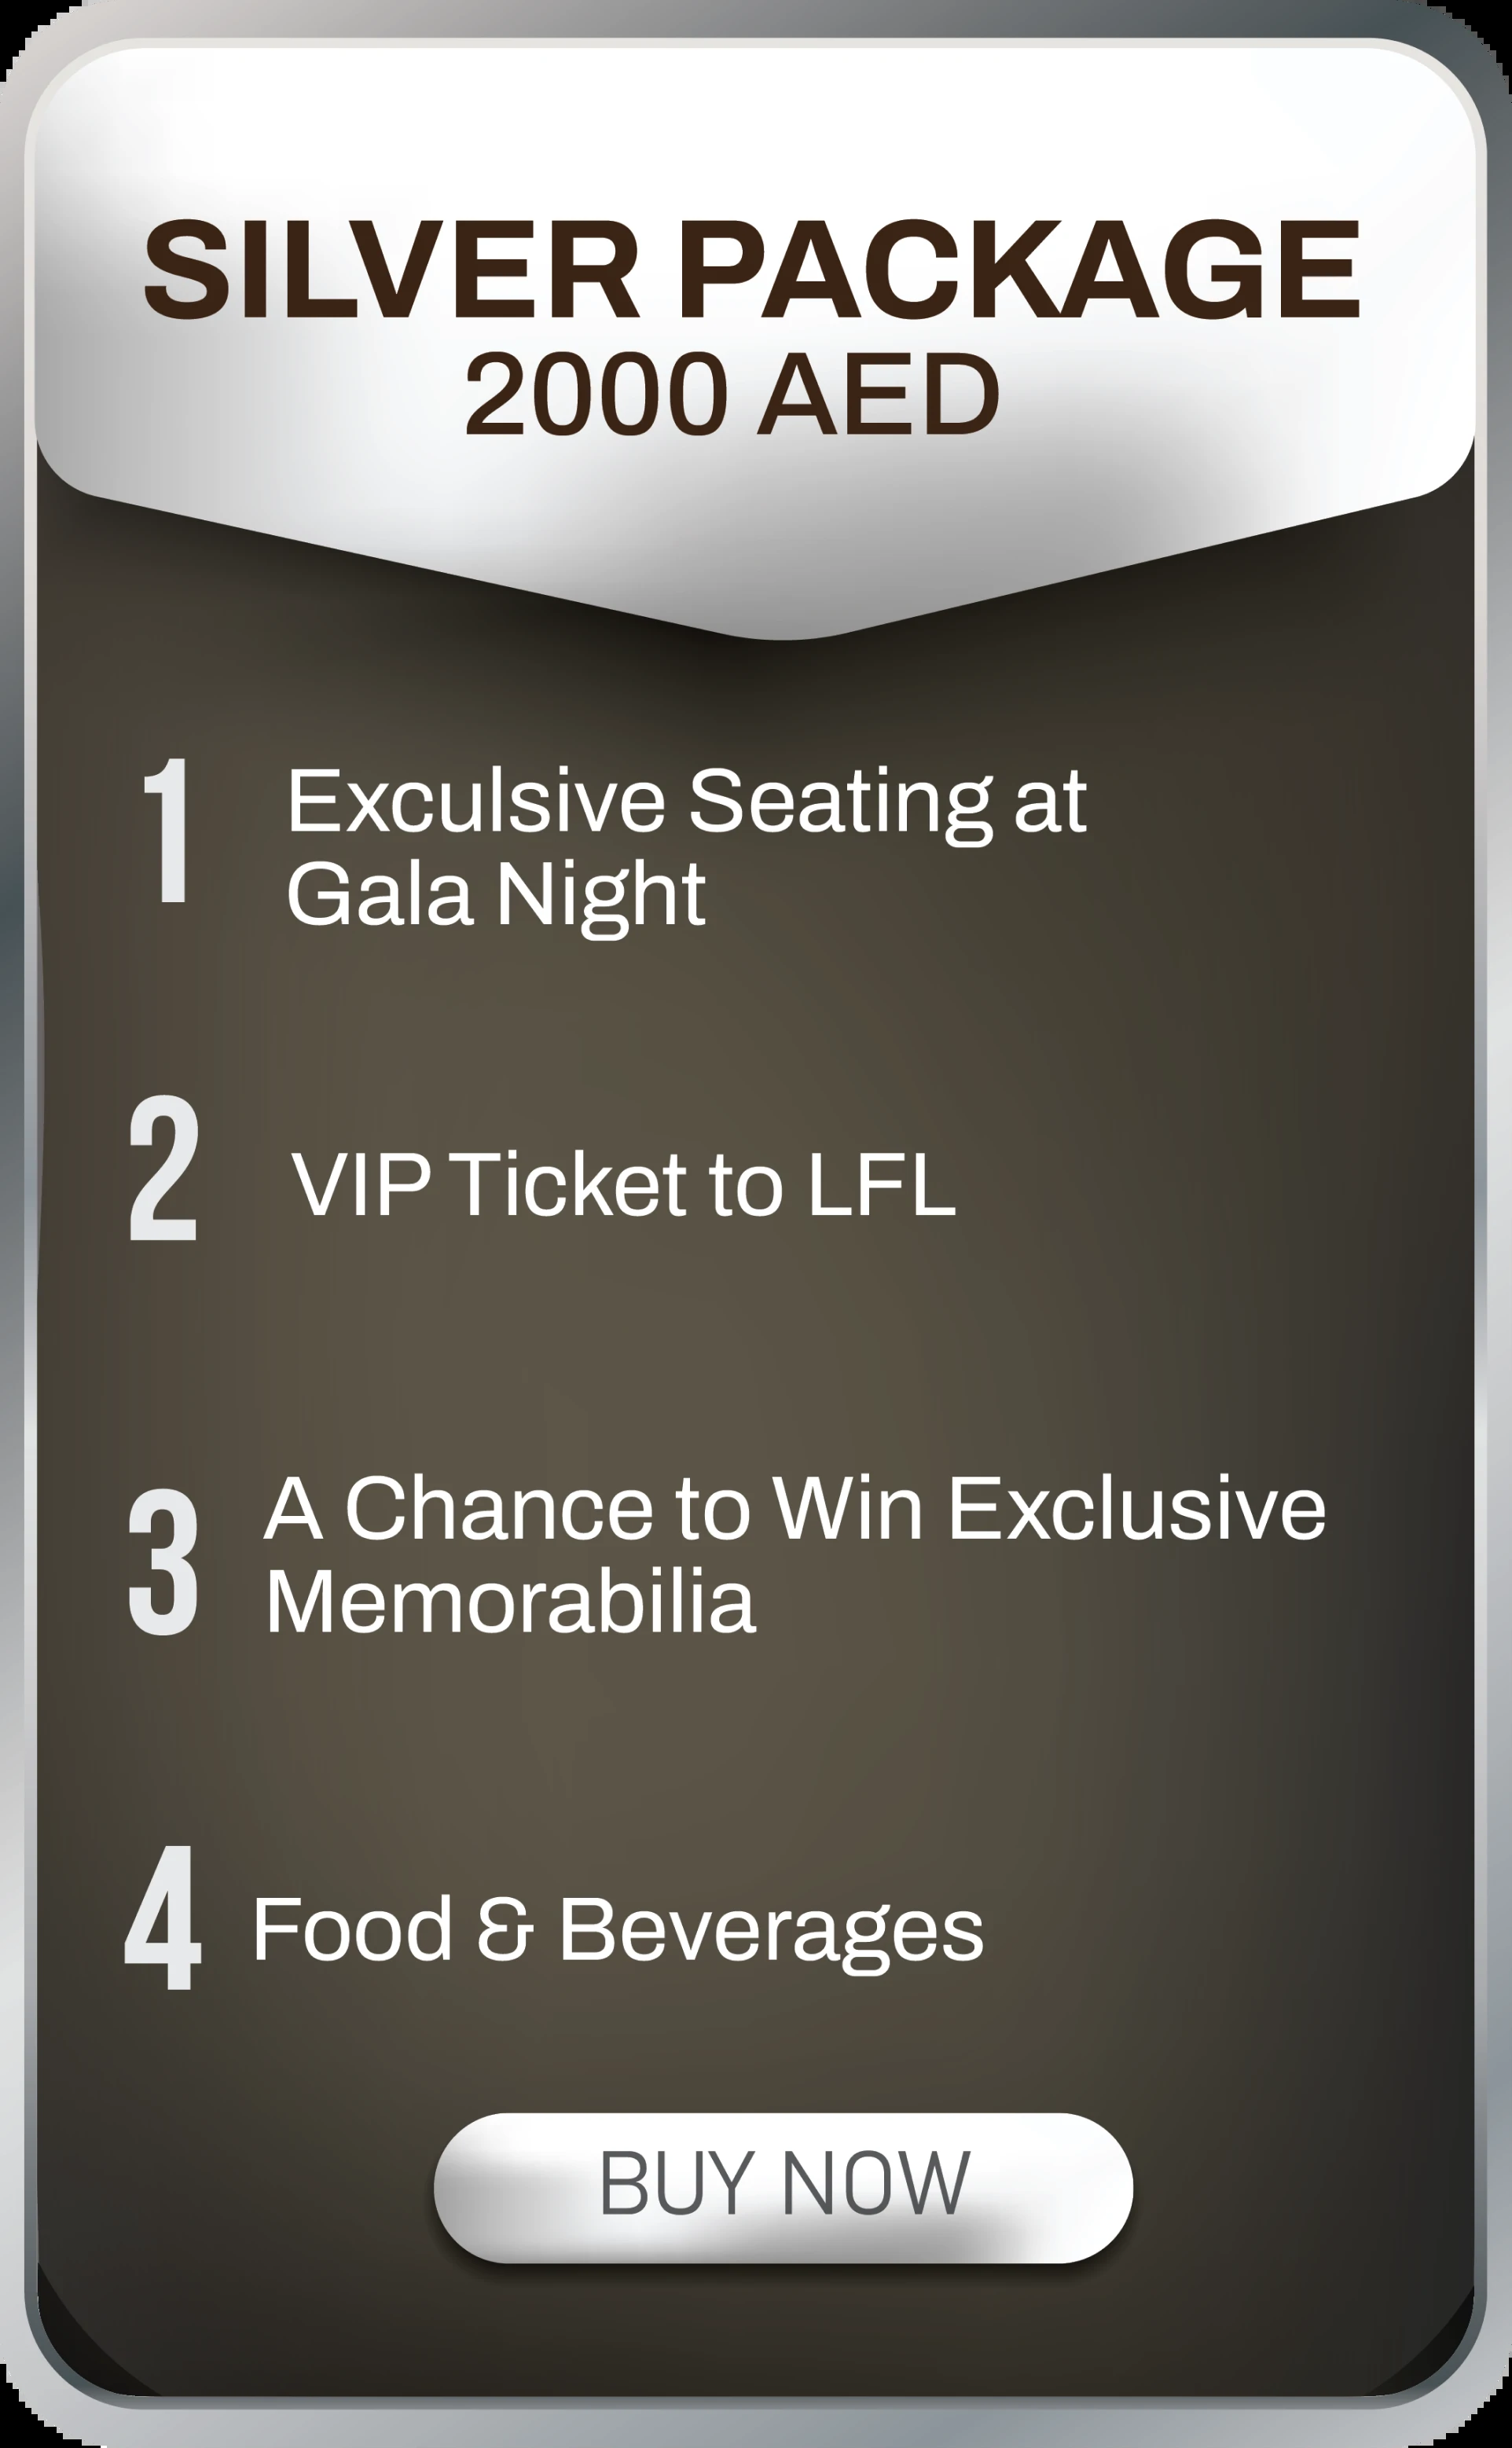 SILVER PACKAGE
2000 AED
1 Exculsive Seating at
Gala Night
2 VIP Ticket to LFL
3 A Chance to Win Exclusive
Memorabilia
4 Food & Beverages
BUY NOW